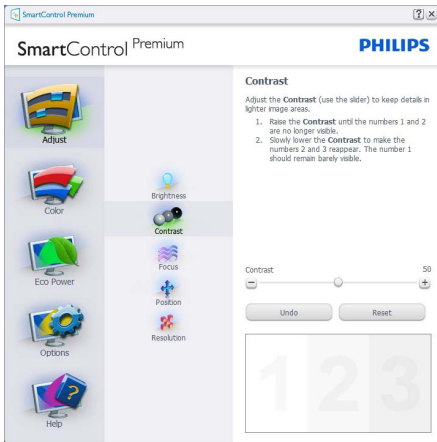 SmartControl Premium
SmartControl Premium
PHILIPS
Adjust
Color
Eco Power
Options
Help
Brightness
Contrast
Focus
Position
Resolution
Contrast
Adjust the Contrast (use the slider) to keep details in
lighter image areas.
1. Raise the Contrast until the numbers 1 and 2
are no longer visible.
2. Slowly lower the Contrast to make the
numbers 2 and 3 reappear. The number 1
should remain barely visible.
Contrast 50
Undo Reset
1 2 3